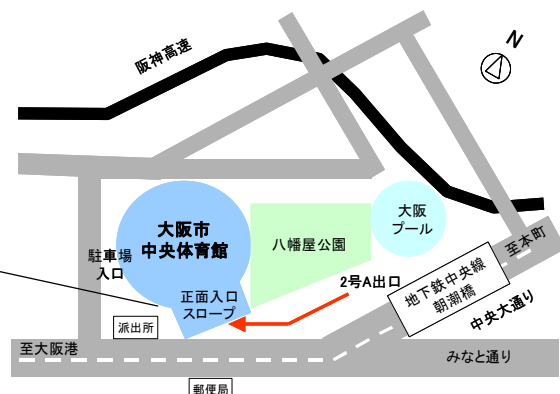 阪神高速
N
大阪市
中央体育館
駐車場
入口
八幡屋公園
大阪
プール
正面入口
スロープ
2号A出口
地下鉄中央線
朝潮橋
至本町
中央大通り
派出所
至大阪港
みなと通り
郵便局